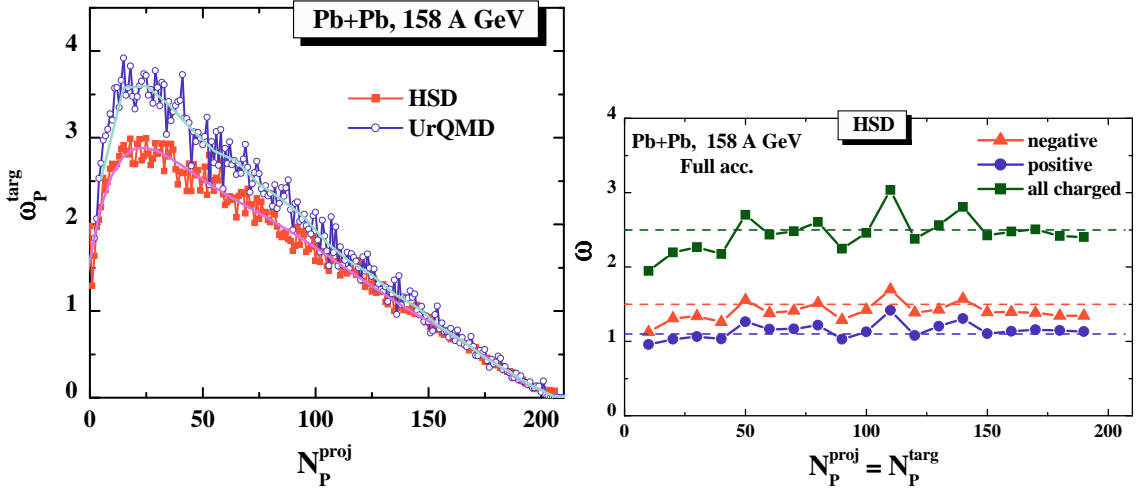 Pb+Pb, 158 A GeV
HSD
UrQMD
4
3
2
1
0
ω_P^targ
0 50 100 150 200
N_P^proj
HSD
Pb+Pb, 158 A GeV
Full acc.
negative
positive
all charged
4
3
2
1
0
ω
0 50 100 150 200
N_P^proj = N_P^targ